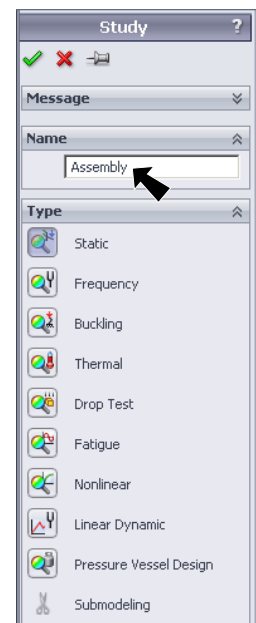 Study ?
Message
Name
Assembly
Type
Static
Frequency
Buckling
Thermal
Drop Test
Fatigue
Nonlinear
Linear Dynamic
Pressure Vessel Design
Submodeling